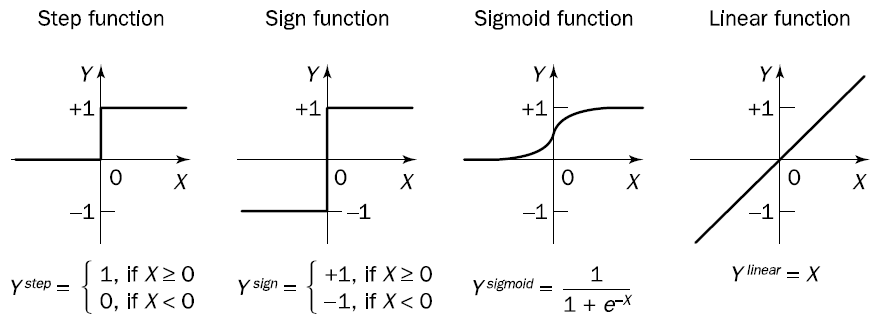 Step function
Sign function
Sigmoid function
Linear function
Y
+1
0
X
−1
Y
+1
0
X
−1
Y
+1
0
X
−1
Y
+1
0
X
−1
Y step = { 1, if X ≥ 0
0, if X < 0
Y sign = { +1, if X ≥ 0
−1, if X < 0
Y sigmoid = 1
1 + e−X
Y linear = X